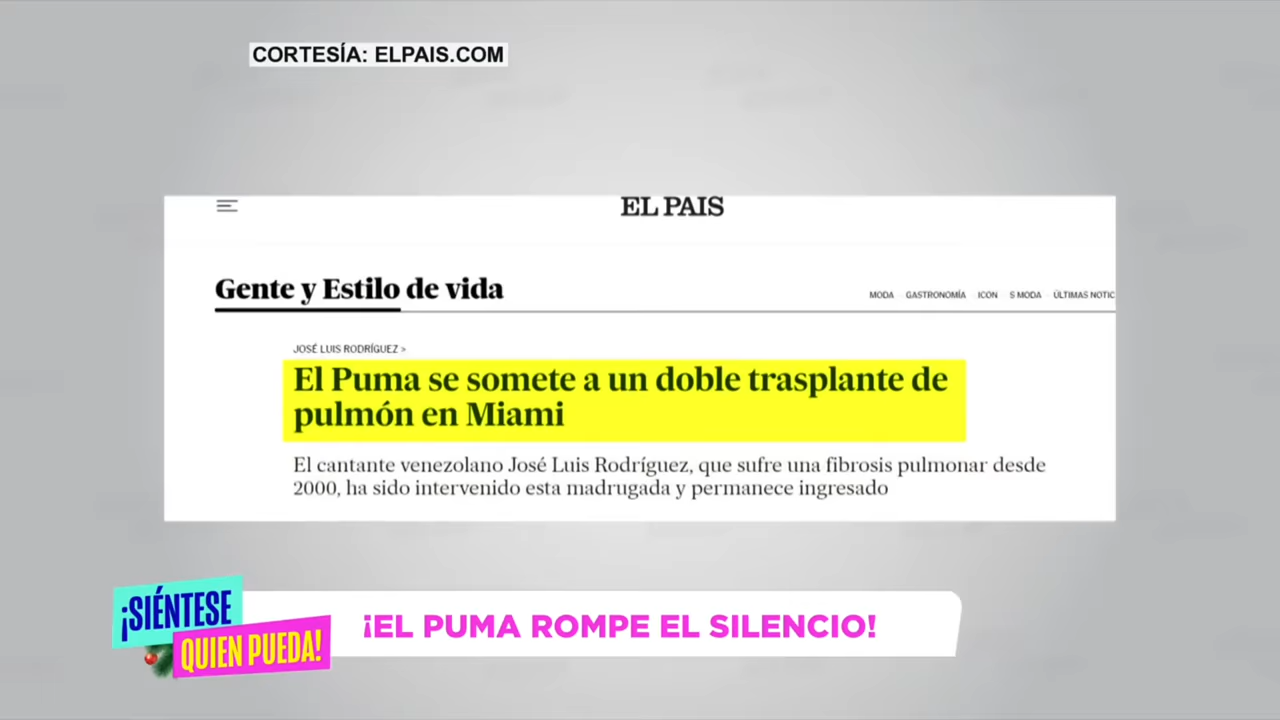 CORTESÍA: ELPAIS.COM
EL PAIS
Gente y Estilo de vida
MODA GASTRONOMÍA ICON S MODA ÚLTIMAS NOTIC
JOSÉ LUIS RODRÍGUEZ >
El Puma se somete a un doble trasplante de
pulmón en Miami
El cantante venezolano José Luis Rodríguez, que sufre una fibrosis pulmonar desde
2000, ha sido intervenido esta madrugada y permanece ingresado
¡SIÉNTESE
QUIEN PUEDA!
¡EL PUMA ROMPE EL SILENCIO!